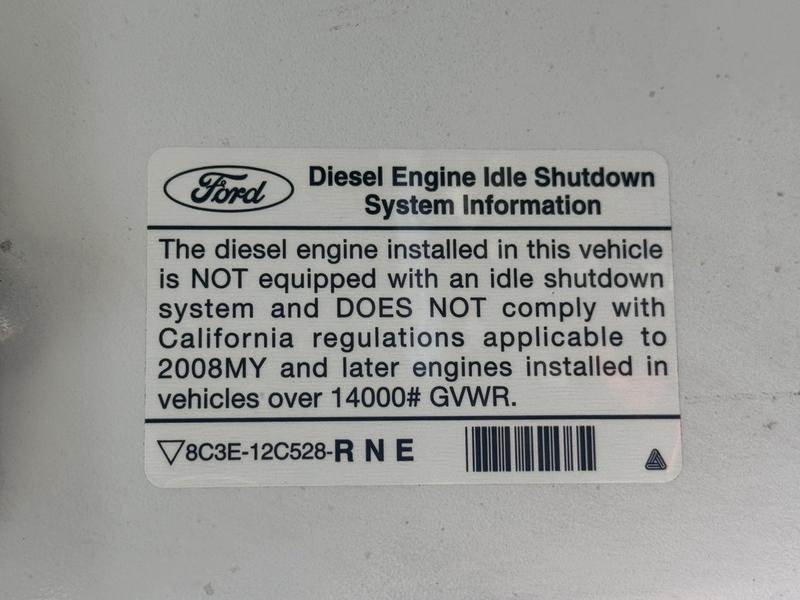 Ford
Diesel Engine Idle Shutdown
System Information
The diesel engine installed in this vehicle
is NOT equipped with an idle shutdown
system and DOES NOT comply with
California regulations applicable to
2008MY and later engines installed in
vehicles over 14000# GVWR.
▽8C3E-12C528-R N E